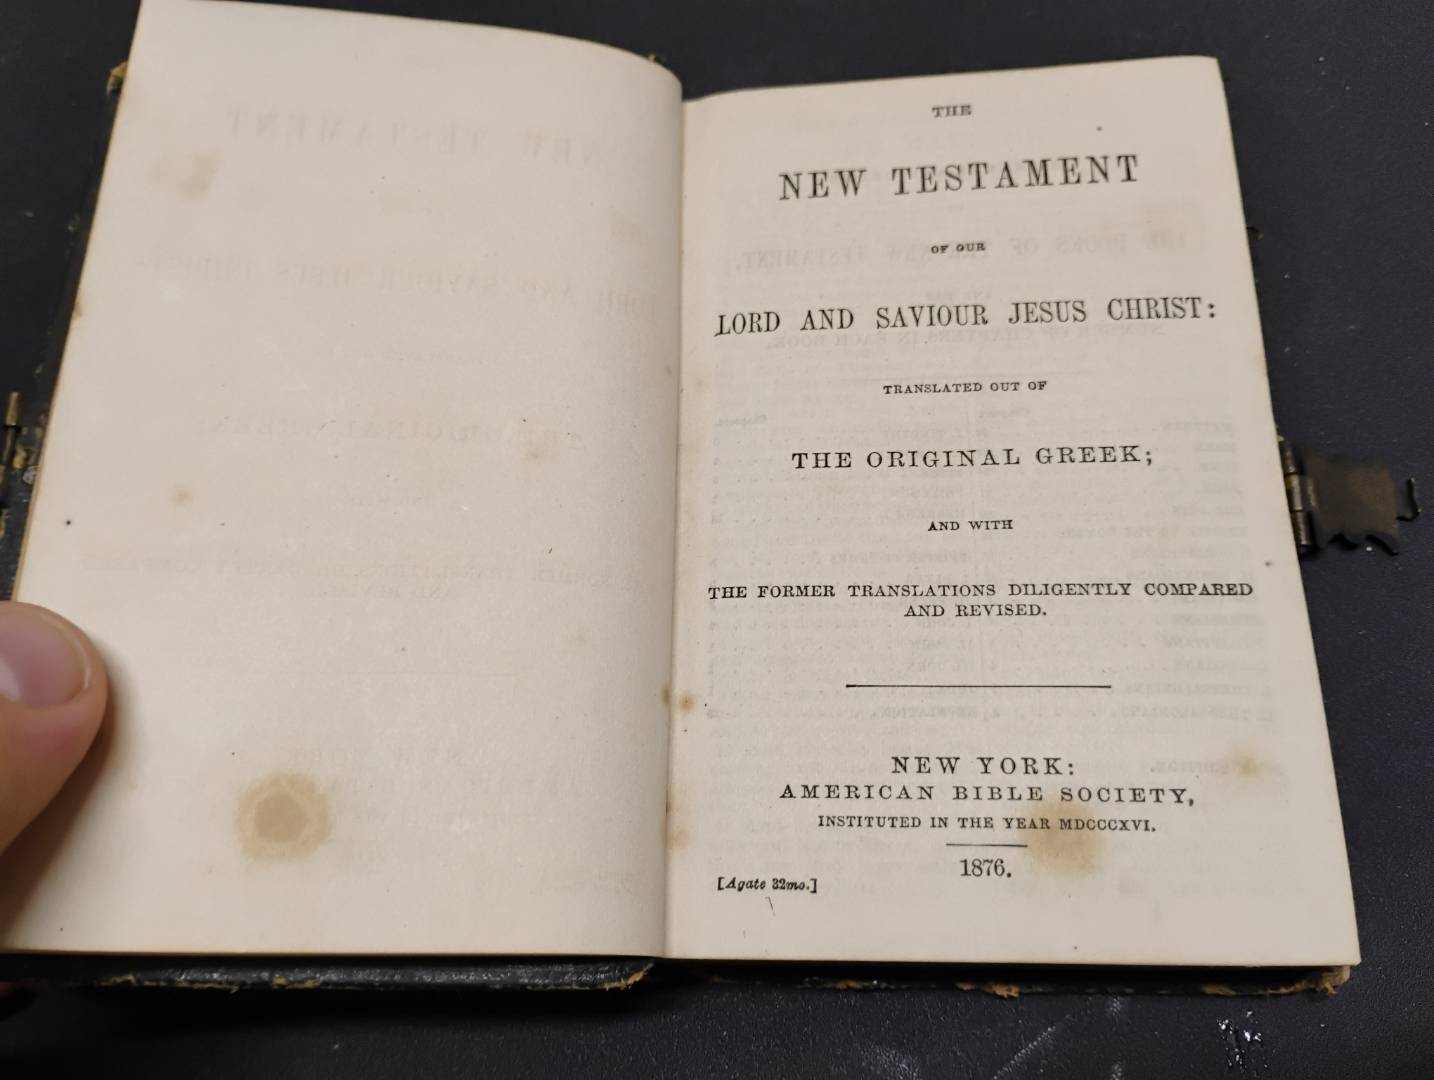 THE
NEW TESTAMENT
OF OUR
LORD AND SAVIOUR JESUS CHRIST:
TRANSLATED OUT OF
THE ORIGINAL GREEK;
AND WITH
THE FORMER TRANSLATIONS DILIGENTLY COMPARED
AND REVISED.
NEW YORK:
AMERICAN BIBLE SOCIETY,
INSTITUTED IN THE YEAR MDCCCXVI.
1876.
[Agate 32mo.]